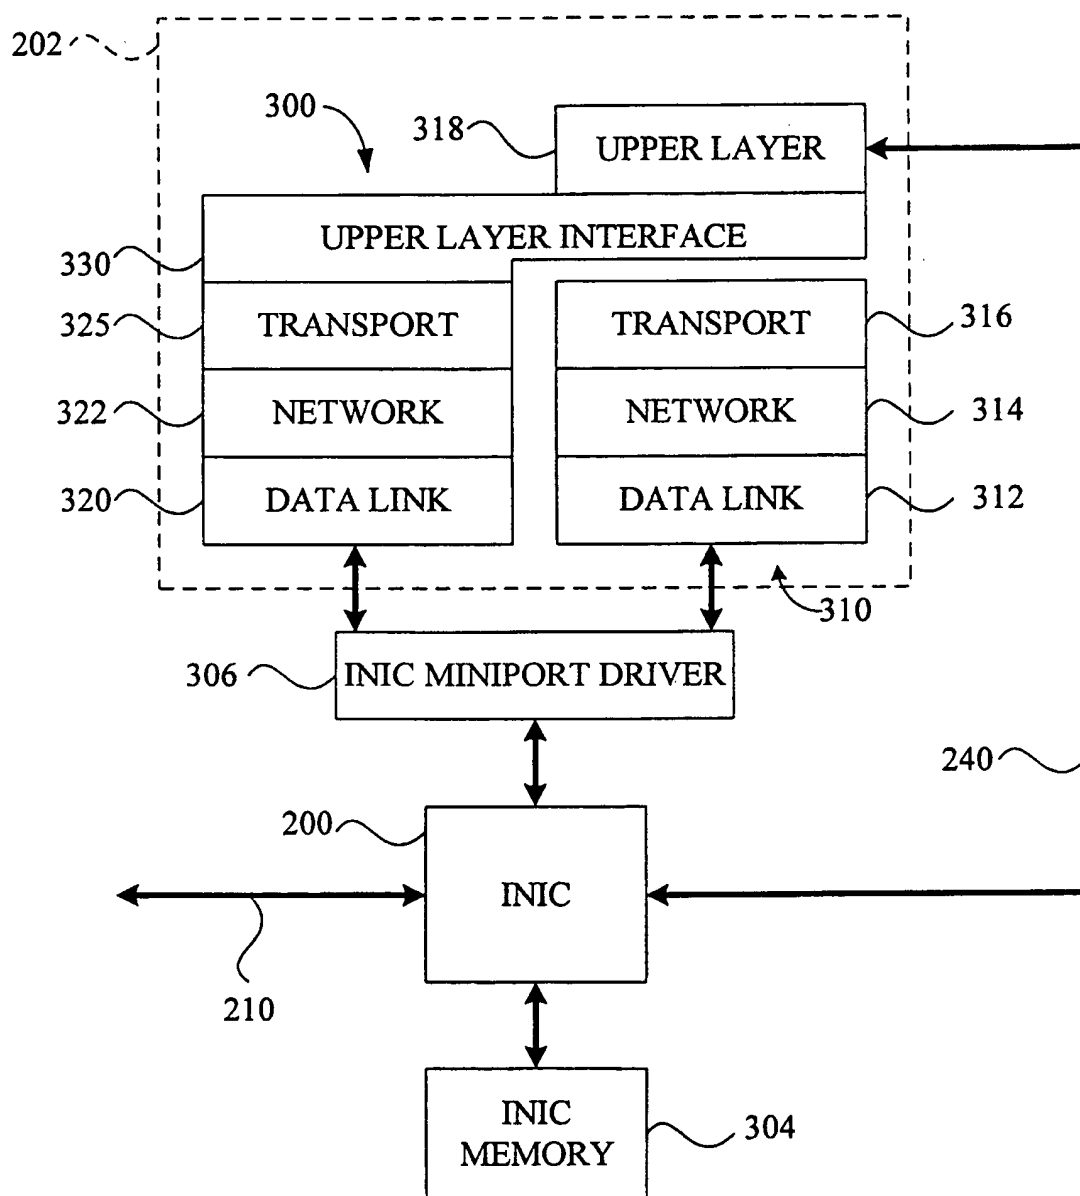 202
300
318
UPPER LAYER
UPPER LAYER INTERFACE
330
325
TRANSPORT
TRANSPORT
316
322
NETWORK
NETWORK
314
320
DATA LINK
DATA LINK
312
310
306
INIC MINIPORT DRIVER
240
200
INIC
210
INIC
MEMORY
304